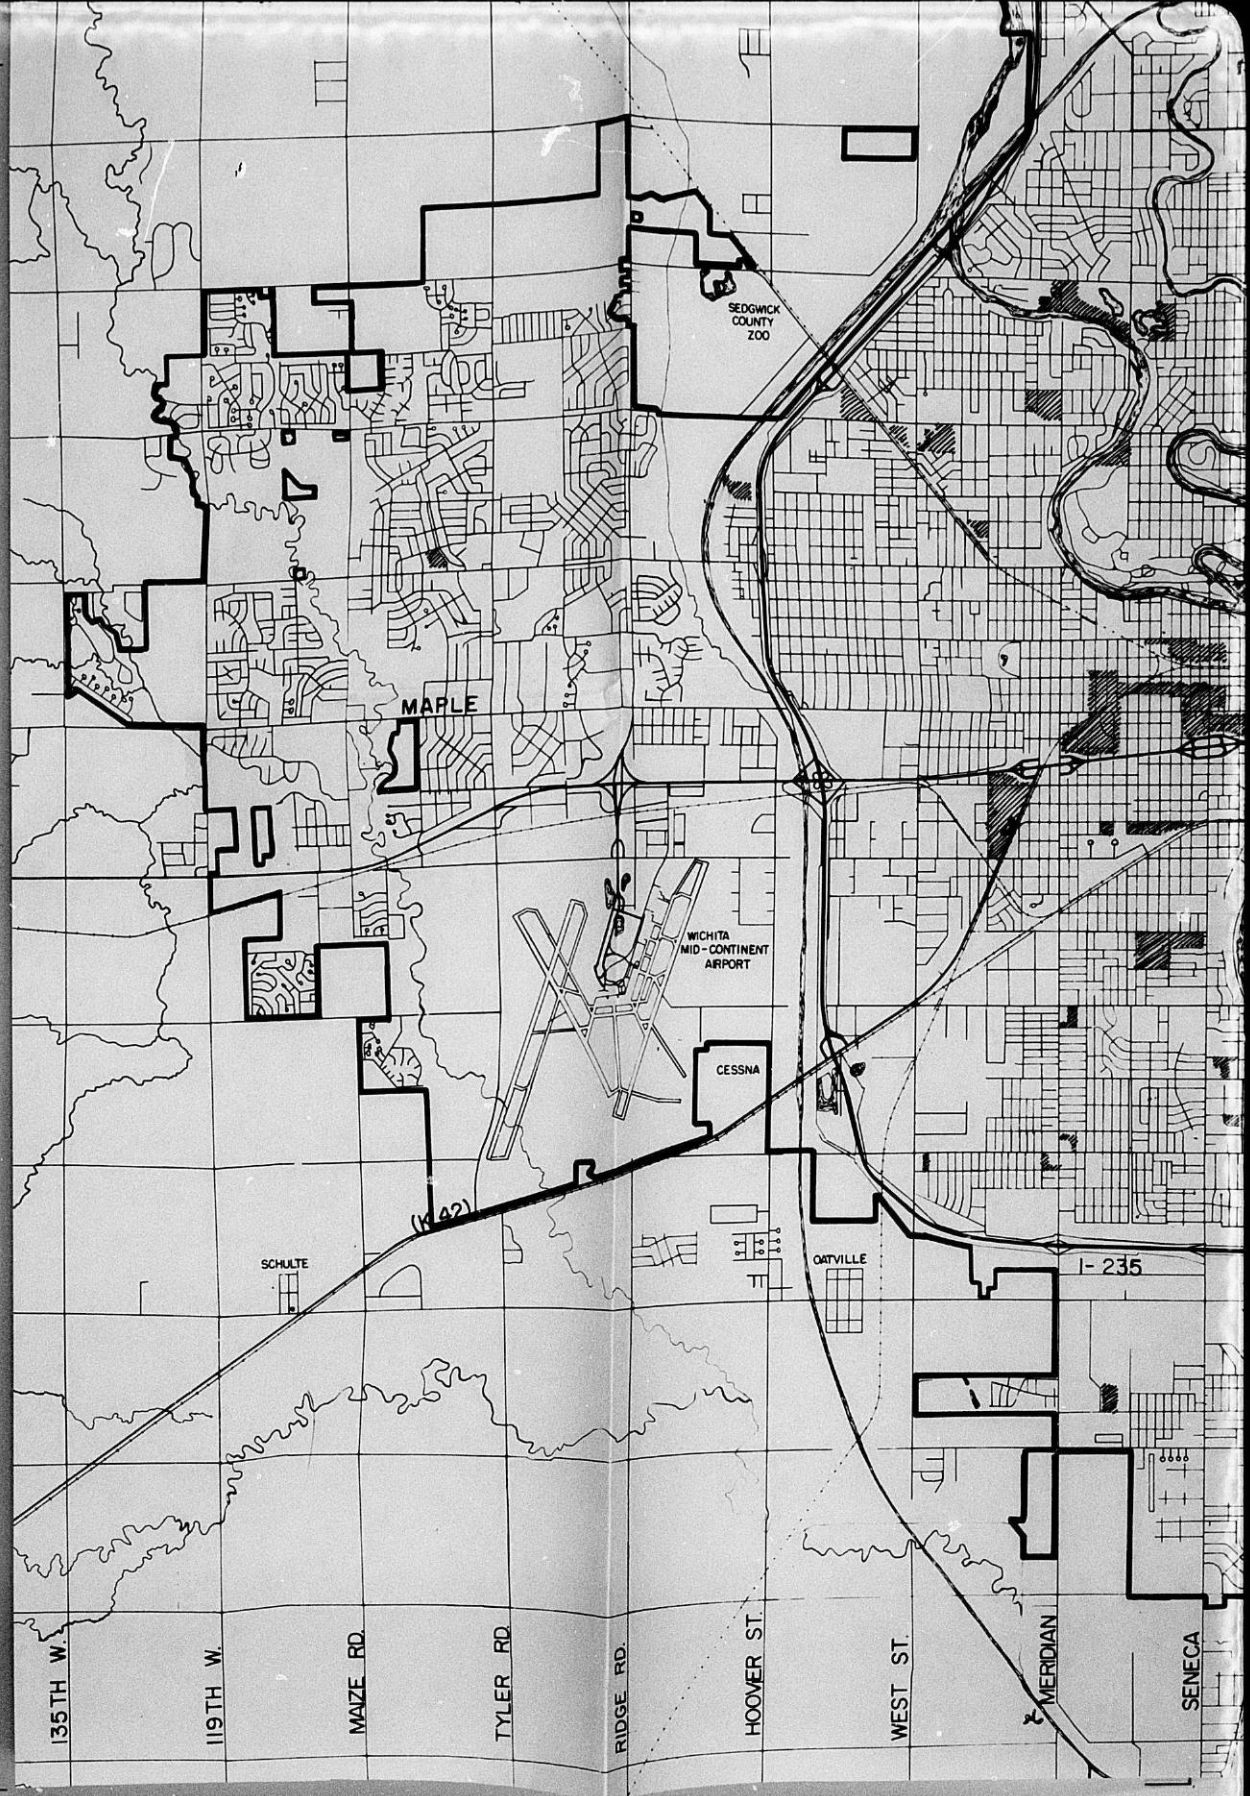 SEDGWICK
COUNTY
ZOO
MAPLE
WICHITA
MID-CONTINENT
AIRPORT
CESSNA
(K-42)
SCHULTE
OATVILLE
I-235
135TH W.
119TH W.
MAIZE RD.
TYLER RD.
RIDGE RD.
HOOVER ST.
WEST ST.
MERIDIAN
SENECA